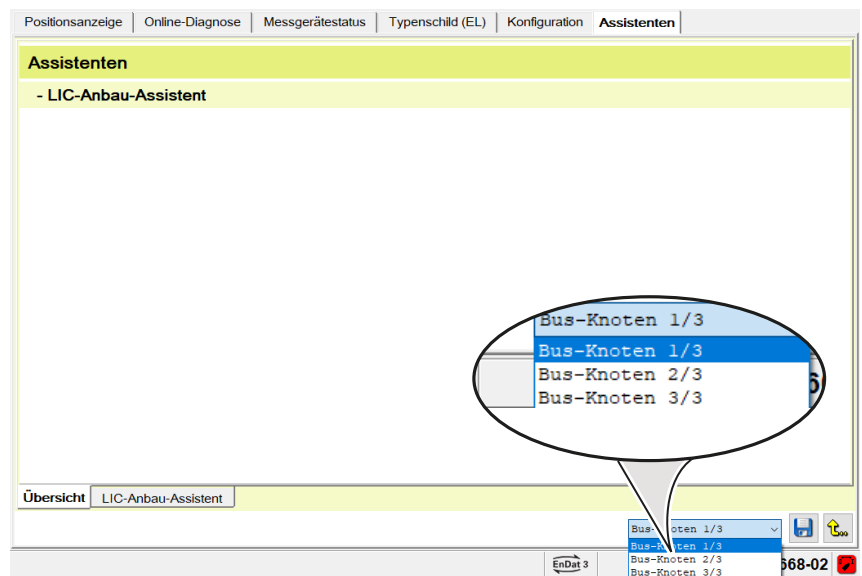 Positionsanzeige Online-Diagnose Messgerätestatus Typenschild (EL) Konfiguration Assistenten
Assistenten
- LIC-Anbau-Assistent
Bus-Knoten 1/3
Bus-Knoten 1/3
Bus-Knoten 2/3
Bus-Knoten 3/3
6
Übersicht LIC-Anbau-Assistent
Bus-Knoten 1/3
Bus-Knoten 1/3
EnDat 3 Bus-Knoten 2/3 668-02
Bus-Knoten 3/3